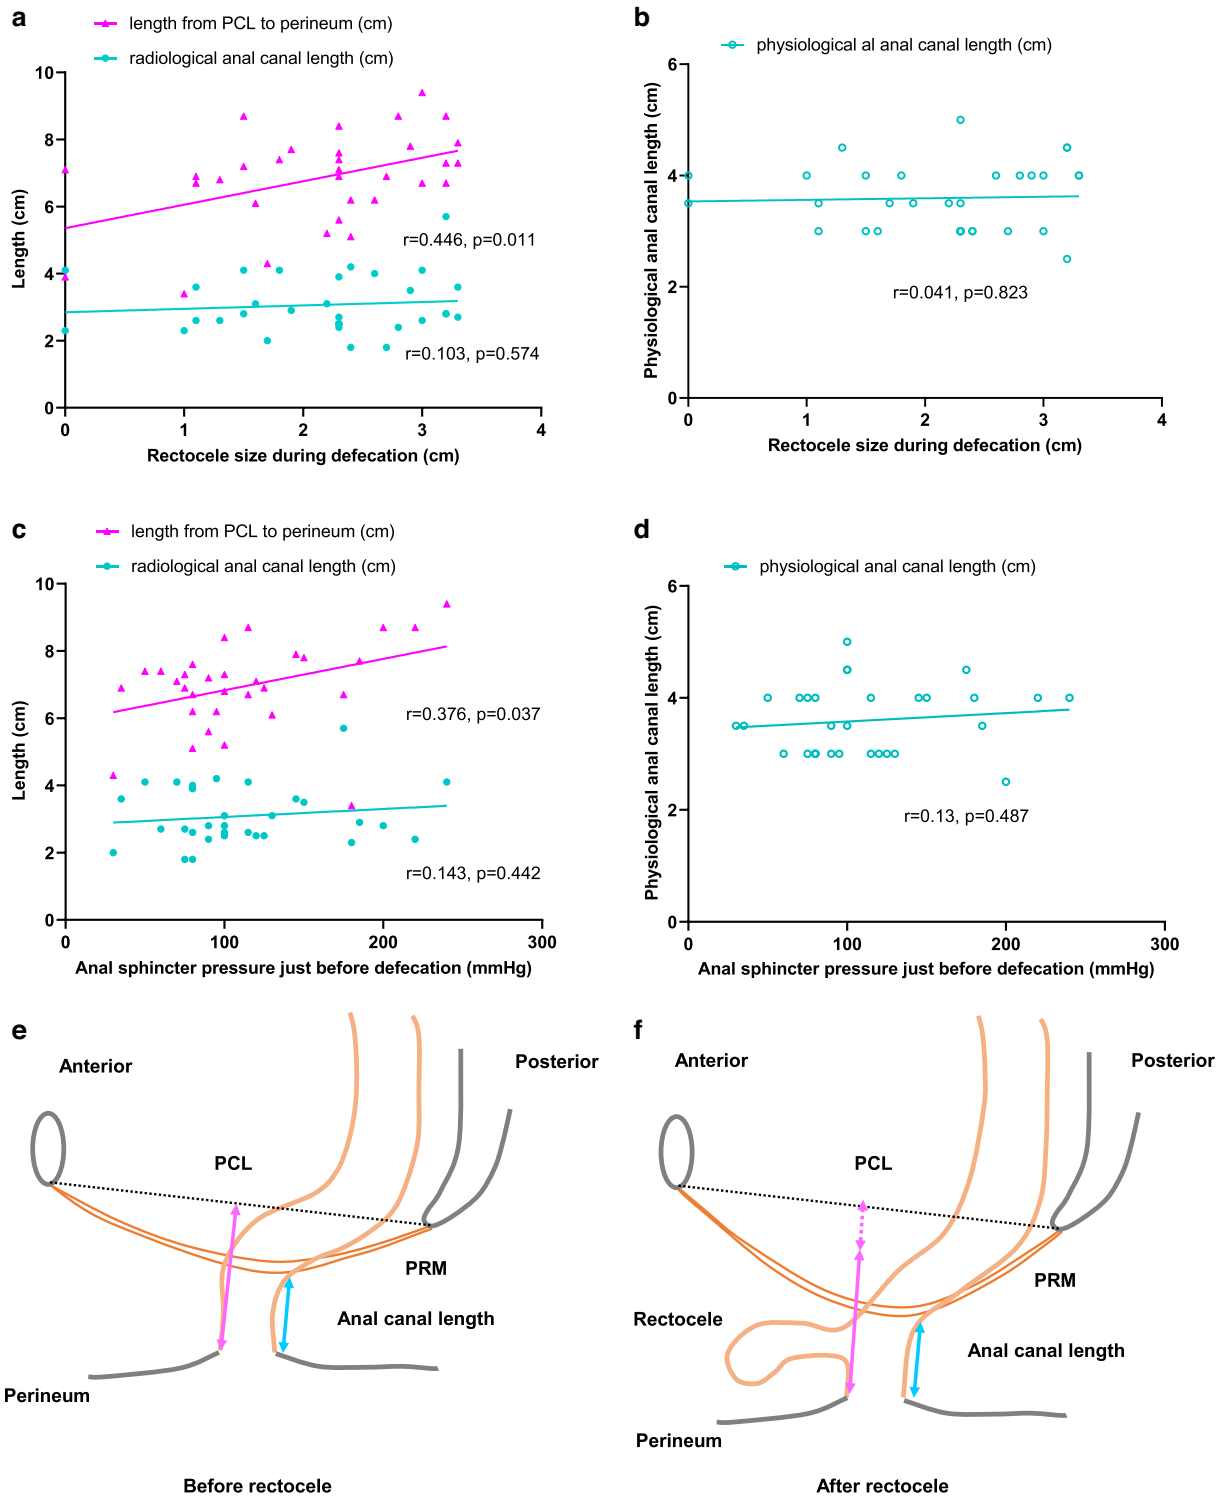 a
length from PCL to perineum (cm)
radiological anal canal length (cm)
10
8
6
4
2
0
Length (cm)
r=0.446, p=0.011
r=0.103, p=0.574
0 1 2 3 4
Rectocele size during defecation (cm)
b
physiological al anal canal length (cm)
6
4
2
0
Physiological anal canal length (cm)
r=0.041, p=0.823
0 1 2 3 4
Rectocele size during defecation (cm)
c
length from PCL to perineum (cm)
radiological anal canal length (cm)
10
8
6
4
2
0
Length (cm)
r=0.376, p=0.037
r=0.143, p=0.442
0 100 200 300
Anal sphincter pressure just before defecation (mmHg)
d
physiological anal canal length (cm)
6
4
2
0
Physiological anal canal length (cm)
r=0.13, p=0.487
0 100 200 300
Anal sphincter pressure just before defecation (mmHg)
e
Anterior
Posterior
PCL
PRM
Anal canal length
Perineum
Before rectocele
f
Anterior
Posterior
PCL
PRM
Rectocele
Anal canal length
Perineum
After rectocele